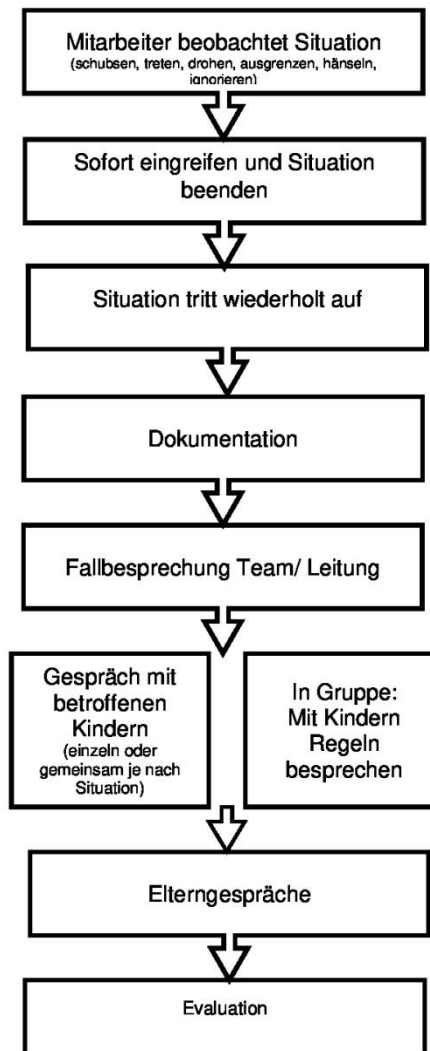 Mitarbeiter beobachtet Situation
(schubsen, treten, drohen, ausgrenzen, hänseln,
ignorieren)
Sofort eingreifen und Situation
beenden
Situation tritt wiederholt auf
Dokumentation
Fallbesprechung Team/ Leitung
Gespräch mit
betroffenen
Kindern
(einzeln oder
gemeinsam je nach
Situation)
In Gruppe:
Mit Kindern
Regeln
besprechen
Elterngespräche
Evaluation